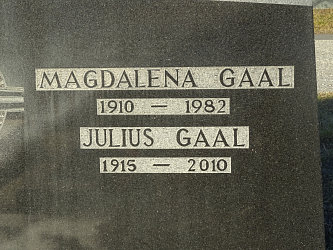 MAGDALENA GAAL
1910 — 1982
JULIUS GAAL
1915 — 2010